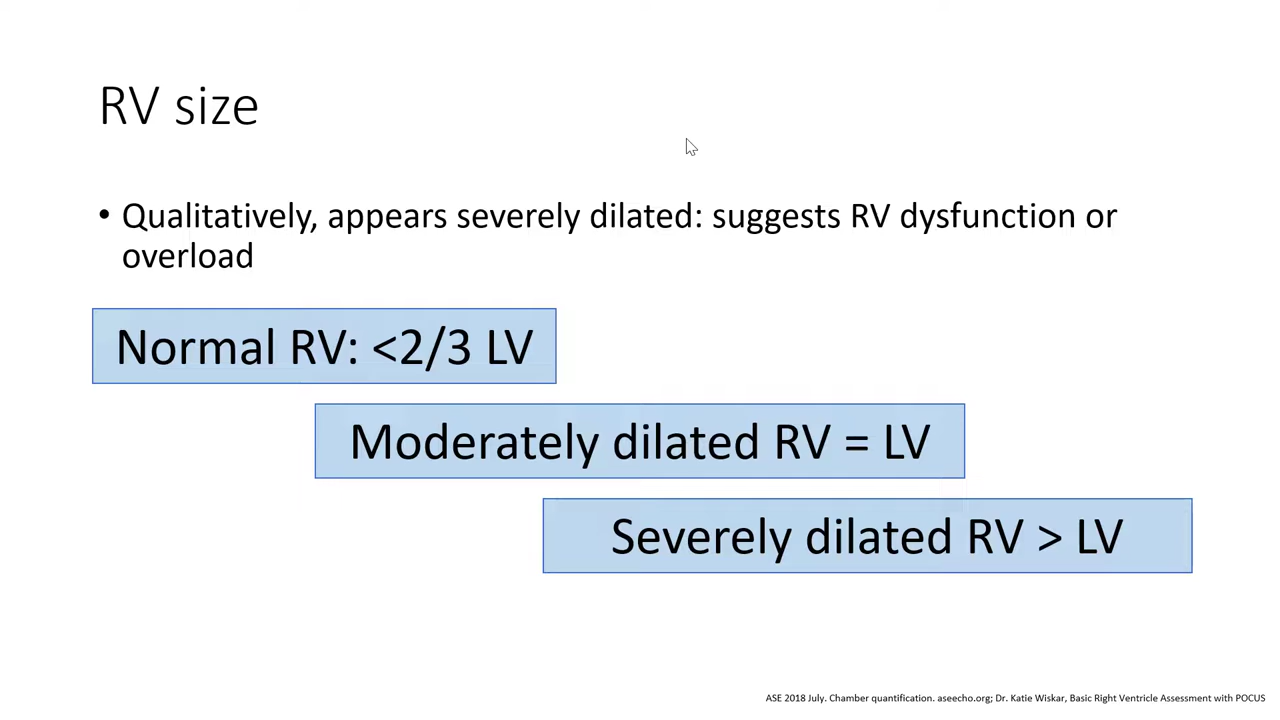 RV size
• Qualitatively, appears severely dilated: suggests RV dysfunction or
overload
Normal RV: <2/3 LV
Moderately dilated RV = LV
Severely dilated RV > LV
ASE 2018 July. Chamber quantification. aseecho.org; Dr. Katie Wiskar, Basic Right Ventricle Assessment with POCUS